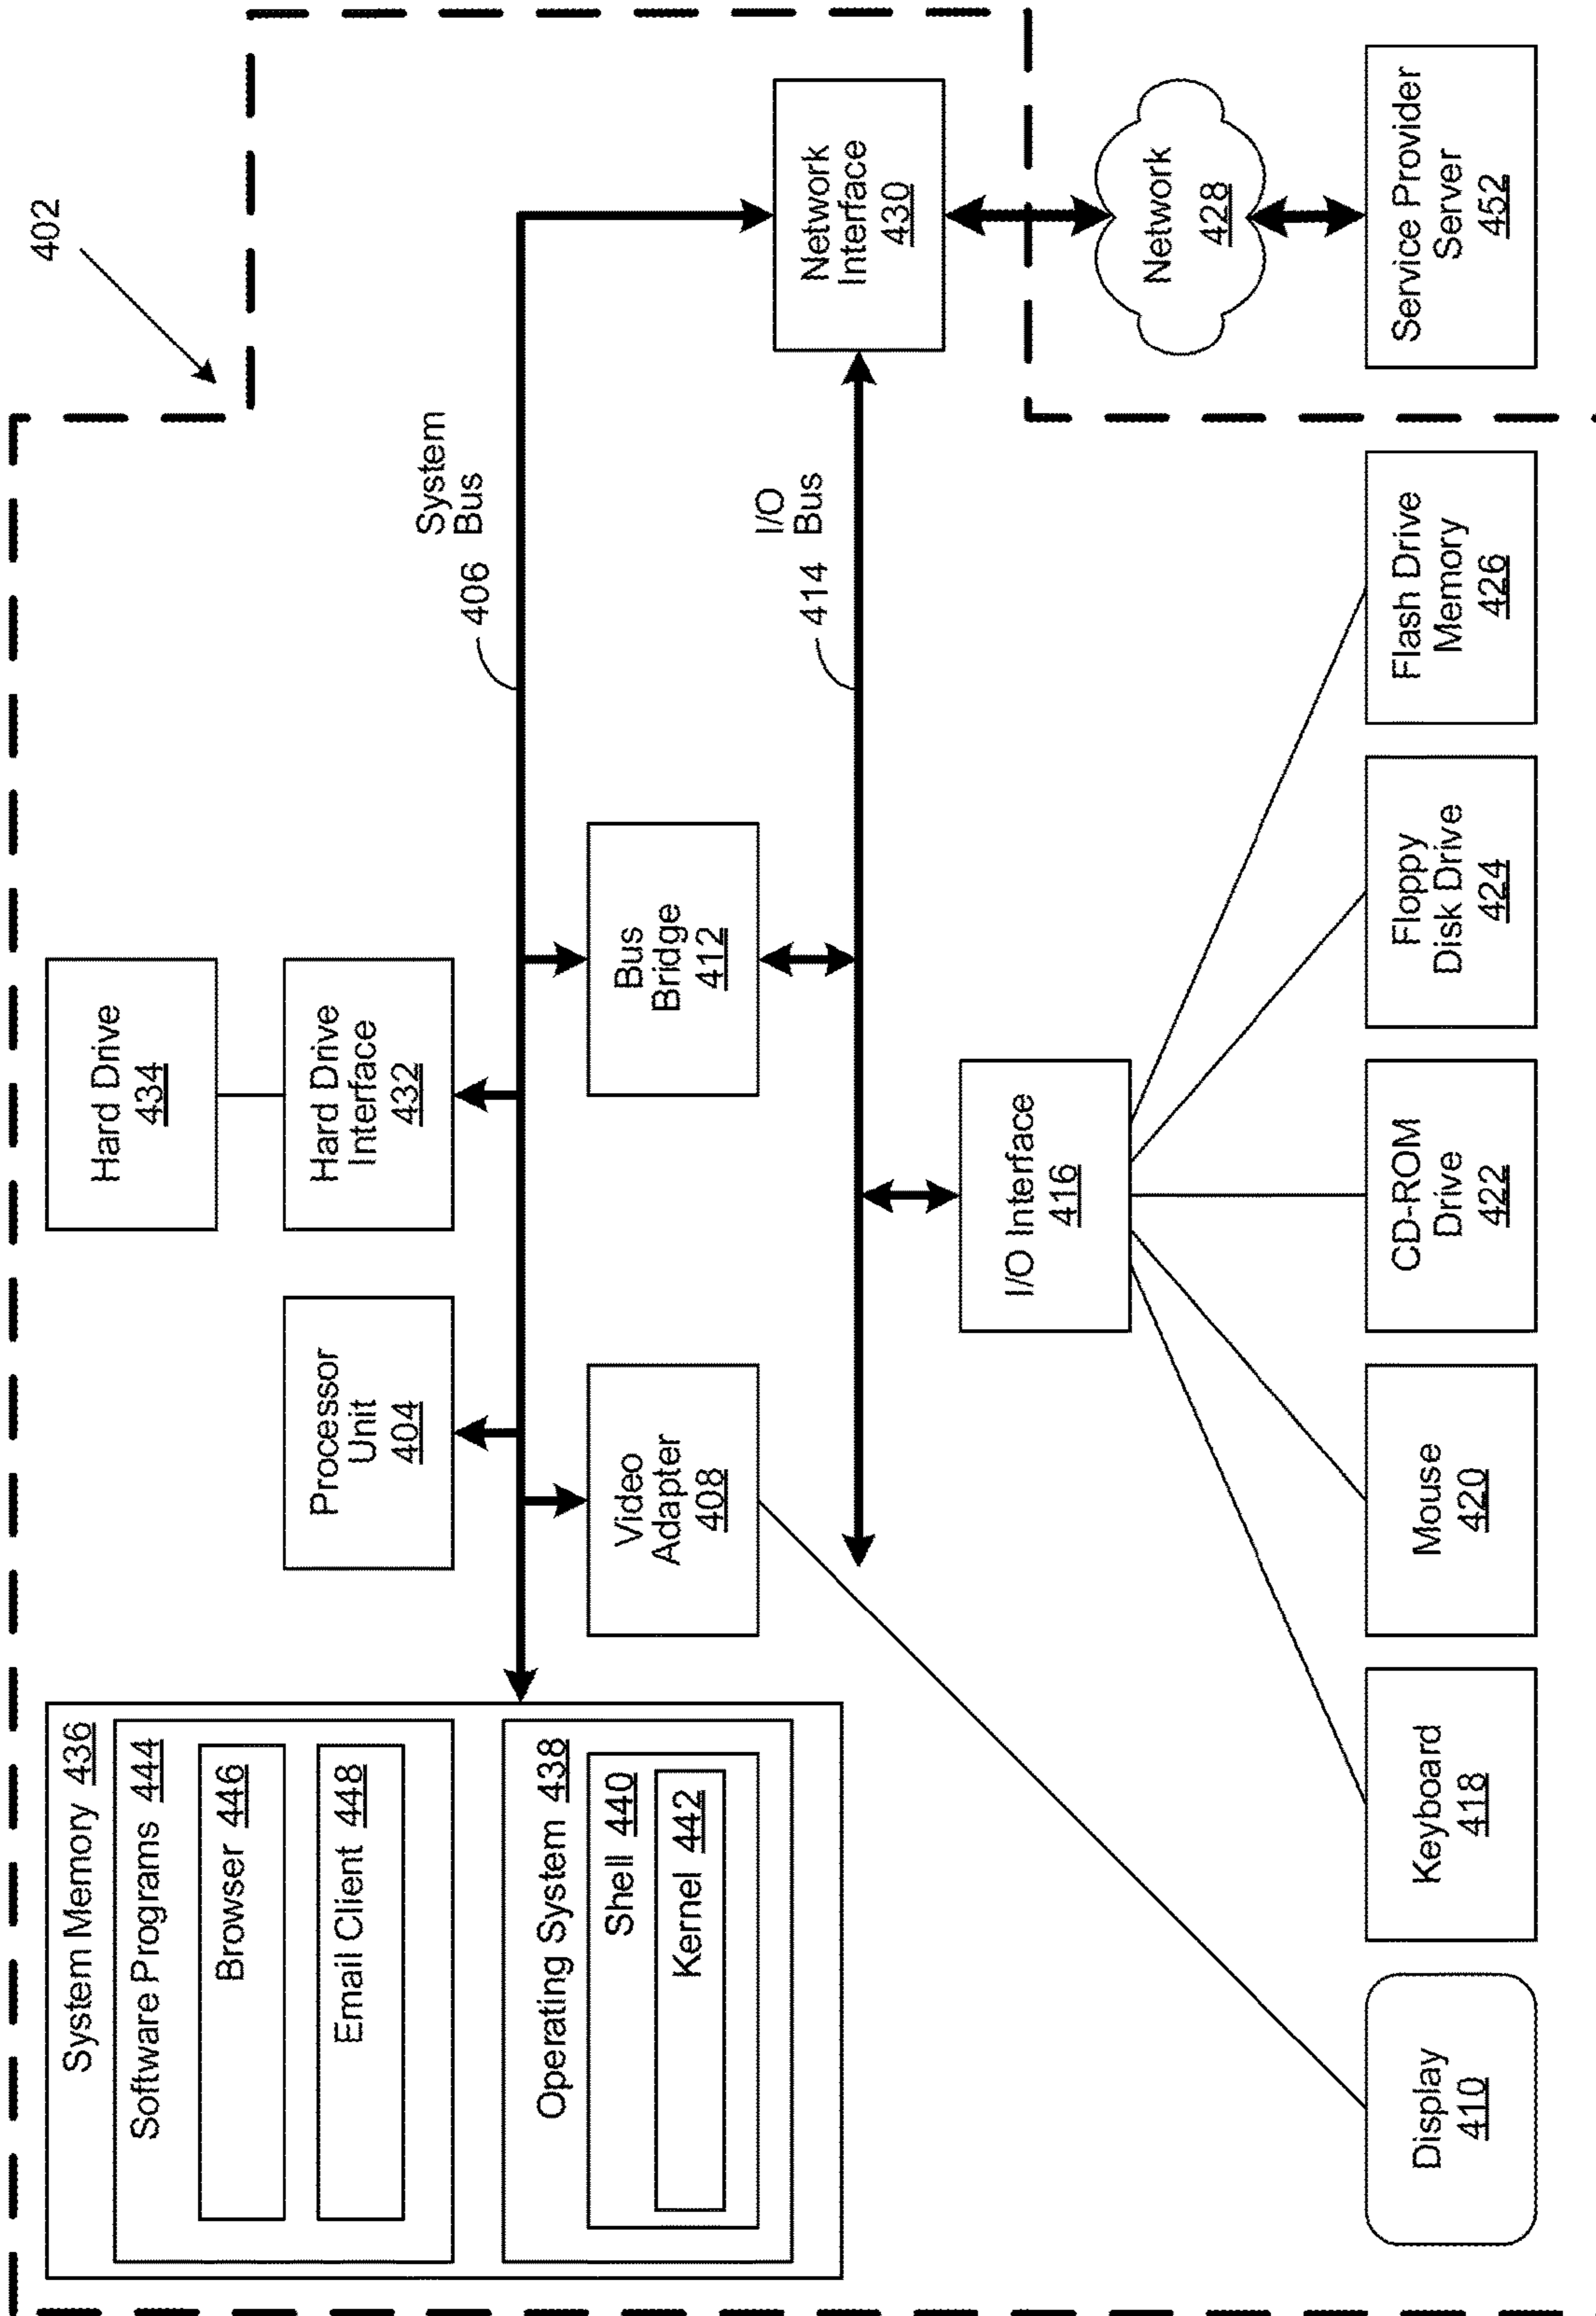 402
System Memory 436
Software Programs 444
Browser 446
Email Client 448
Operating System 438
Shell 440
Kernel 442
Hard Drive
434
Processor
Unit
404
Hard Drive
Interface
432
System
Bus
406
Video
Adapter
408
Bus
Bridge
412
I/O
Bus
414
Network
Interface
430
I/O Interface
416
Network
428
Display
410
Keyboard
418
Mouse
420
CD-ROM
Drive
422
Floppy
Disk Drive
424
Flash Drive
Memory
426
Service Provider
Server
452